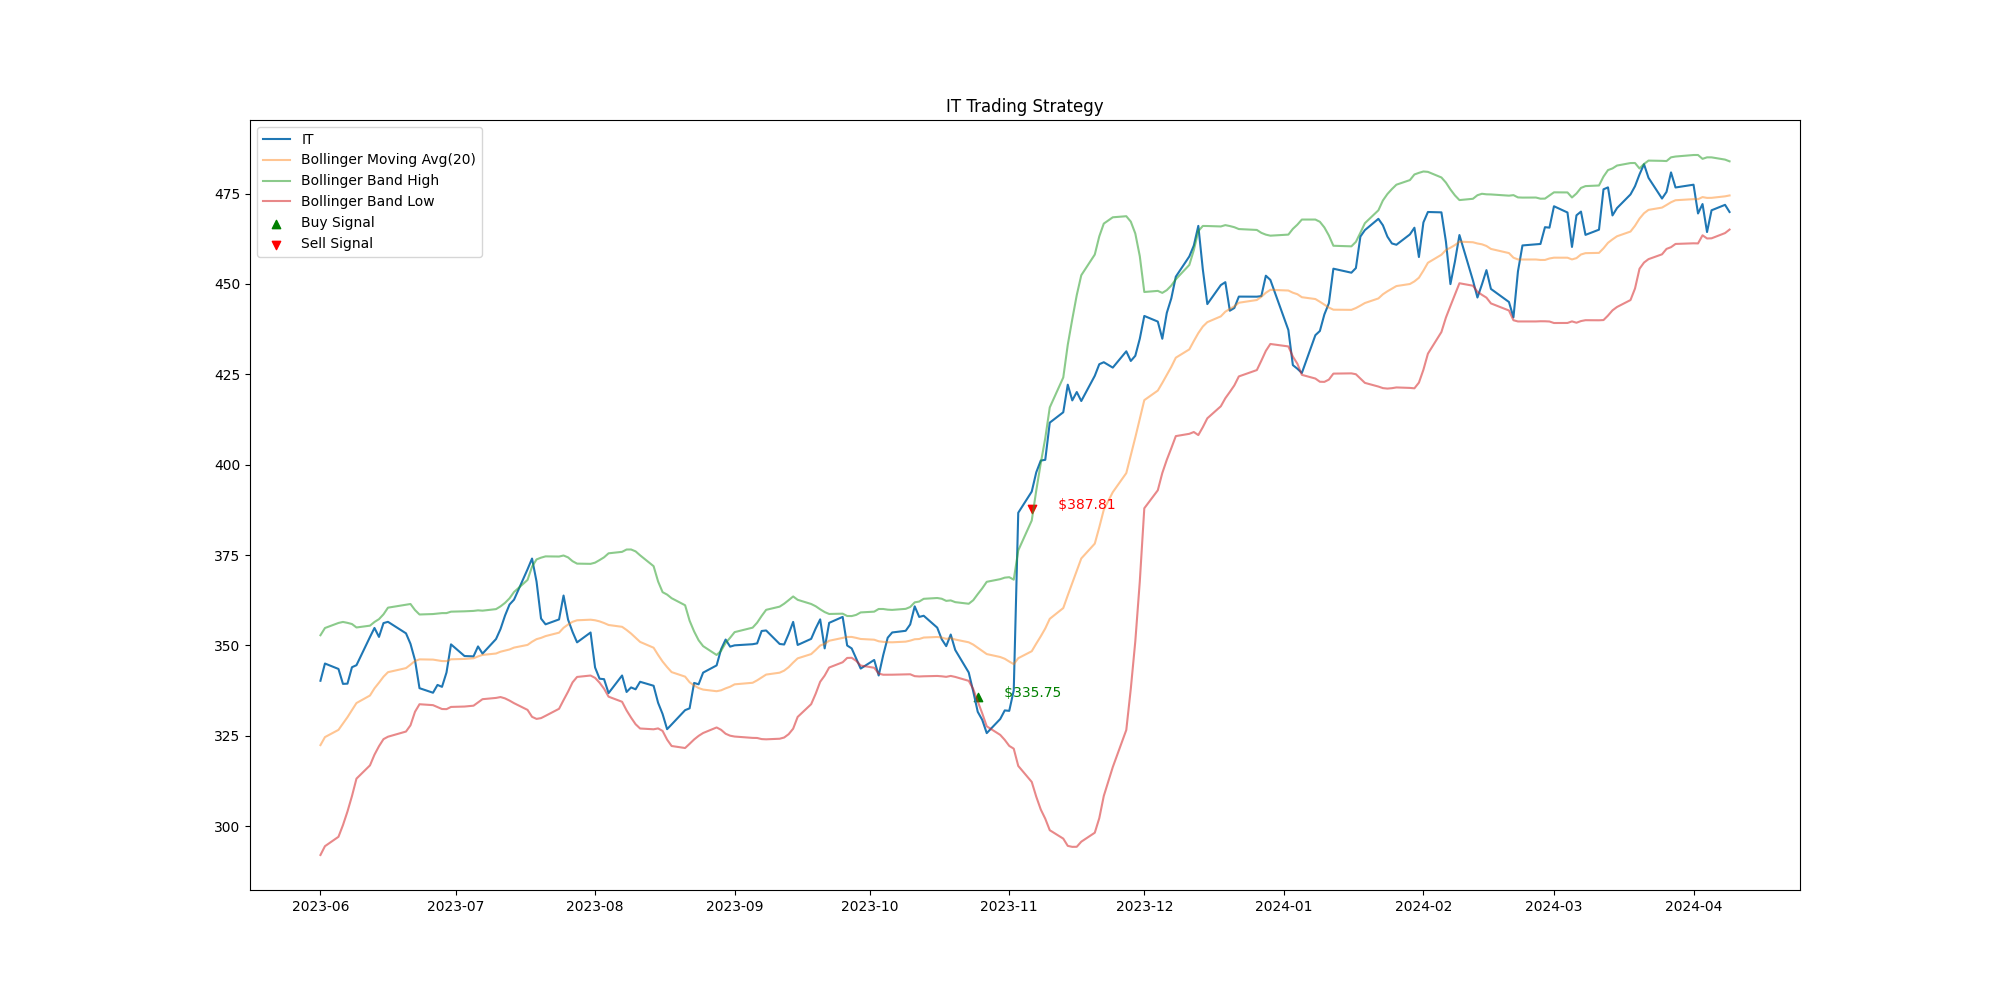 IT Trading Strategy
IT
Bollinger Moving Avg(20)
Bollinger Band High
Bollinger Band Low
Buy Signal
Sell Signal
475
450
425
400
375
350
325
300
$387.81
$335.75
2023-06 2023-07 2023-08 2023-09 2023-10 2023-11 2023-12 2024-01 2024-02 2024-03 2024-04